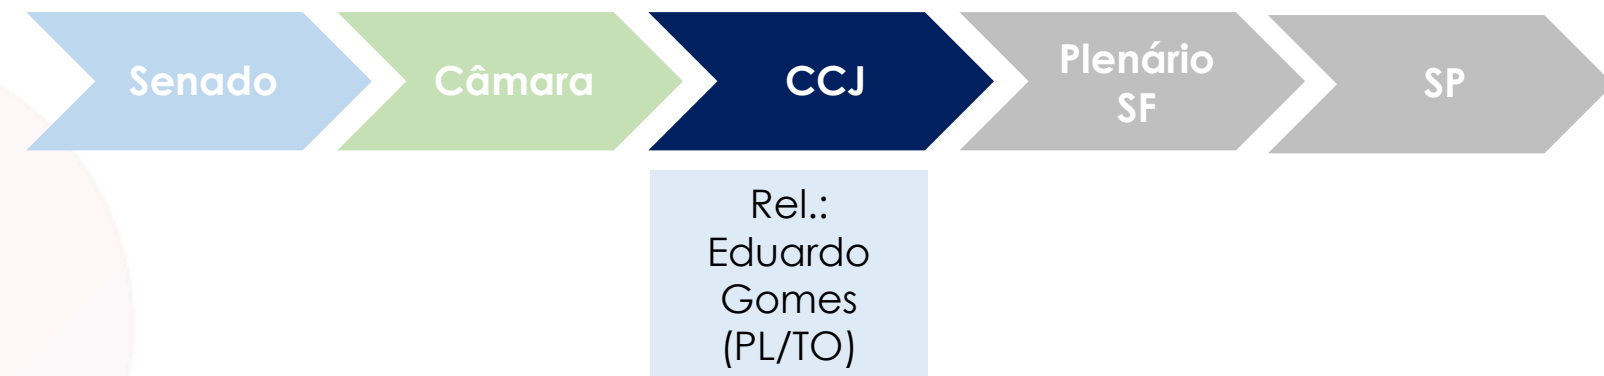 Senado
Câmara
CCJ
Plenário
SF
SP
Rel.:
Eduardo
Gomes
(PL/TO)